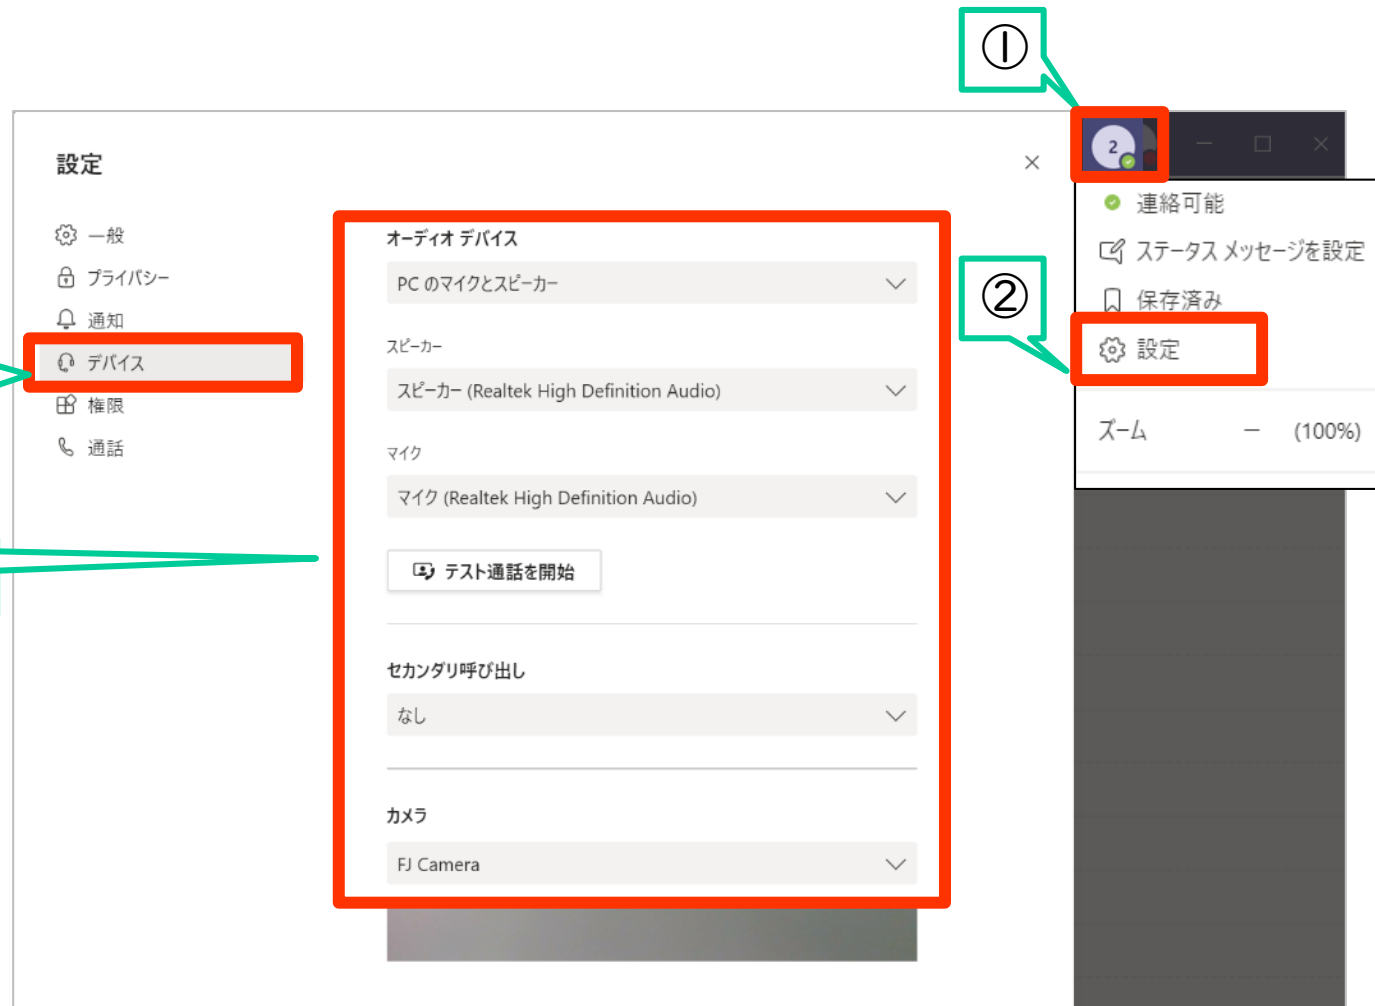 ①
2
設定
連絡可能
ステータス メッセージを設定
保存済み
②
設定
ズーム
(100%)
一般
プライバシー
通知
デバイス
権限
通話
オーディオ デバイス
PC のマイクとスピーカー
スピーカー
スピーカー (Realtek High Definition Audio)
マイク
マイク (Realtek High Definition Audio)
テスト通話を開始
セカンダリ呼び出し
なし
カメラ
FJ Camera